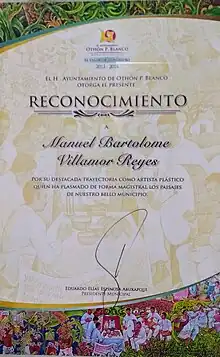 OTHÓN P. BLANCO
EL H. AYUNTAMIENTO DE OTHÓN P. BLANCO
OTORGA EL PRESENTE
RECONOCIMIENTO
A
Manuel Bartolome
Villamor Reyes
POR SU DESTACADA TRAYECTORIA COMO ARTISTA PLÁSTICO
QUIEN HA PLASMADO DE FORMA MAGISTRAL LOS PAISAJES
DE NUESTRO BELLO MUNICIPIO.
EDUARDO ELÍAS ESPINOSA ABUXAPQUI
PRESIDENTE MUNICIPAL